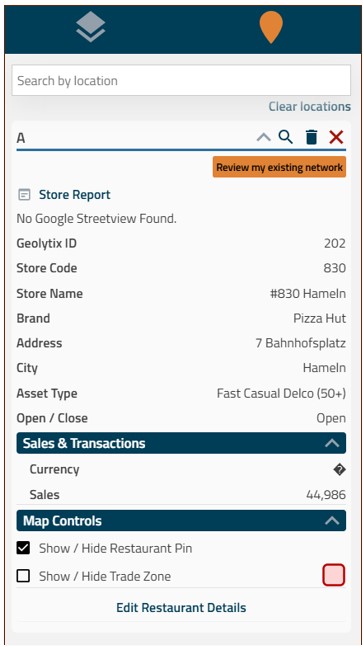 Search by location
Clear locations
A
Review my existing network
Store Report
No Google Streetview Found.
Geolytix ID 202
Store Code 830
Store Name #830 Hameln
Brand Pizza Hut
Address 7 Bahnhofsplatz
City Hameln
Asset Type Fast Casual Delco (50+)
Open / Close Open
Sales & Transactions
Currency �
Sales 44,986
Map Controls
Show / Hide Restaurant Pin
Show / Hide Trade Zone
Edit Restaurant Details